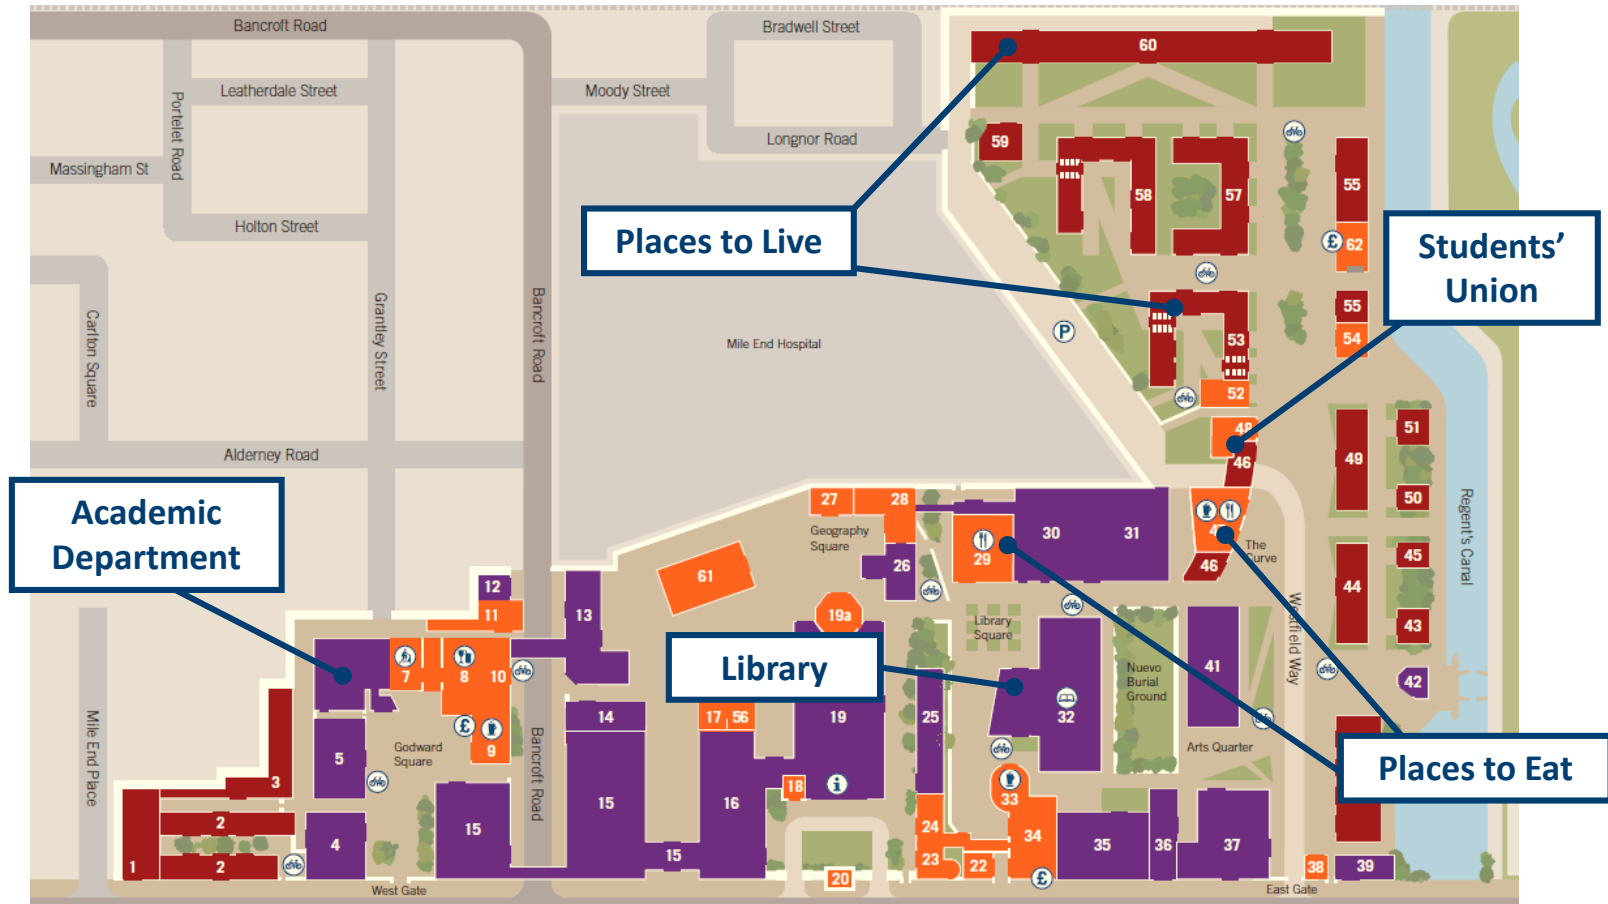 Bancroft Road
Bradwell Street
60
Leatherdale Street
Moody Street
Portelet Road
Longnor Road
59
Massingham St
58
57
55
Holton Street
Places to Live
£
62
Students’
Union
Carlton Square
Grantley Street
Bancroft Road
Mile End Hospital
P
55
54
53
52
48
51
Alderney Road
46
49
50
Academic
Department
27
28
Geography
Square
29
30
31
4
The
Curve
46
45
Regent's Canal
26
61
12
11
13
44
19a
Library
Square
43
Westfield Way
Library
Nuevo
Burial
Ground
41
42
7
8
10
17
56
19
25
32
14
£
9
5
Godward
Square
Arts Quarter
Mile End Place
Bancroft Road
Places to Eat
3
15
15
16
18
i
33
2
24
34
4
35
36
37
1
2
15
23
22
38
39
20
£
West Gate
East Gate